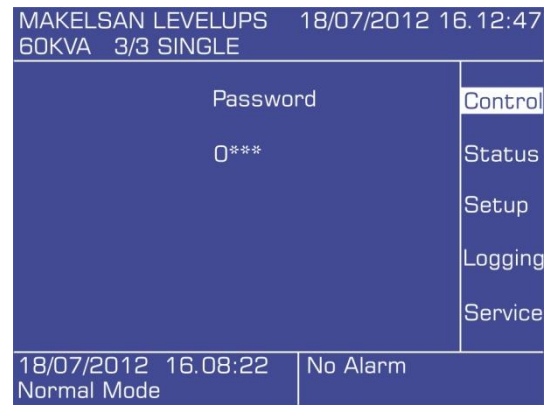 MAKELSAN LEVELUPS 18/07/2012 16.12:47
60KVA 3/3 SINGLE
Password
0***
Control
Status
Setup
Logging
Service
18/07/2012 16.08:22 No Alarm
Normal Mode